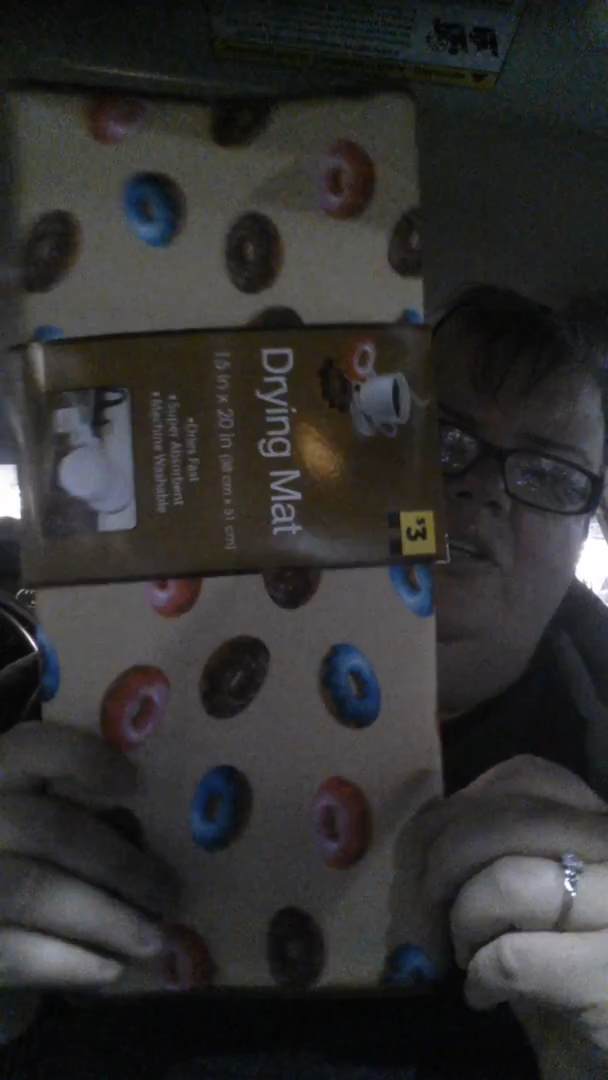 Drying Mat
15 in x 20 in (38 cm x 51 cm)
•Dries Fast
•Super Absorbent
•Machine Washable
$3